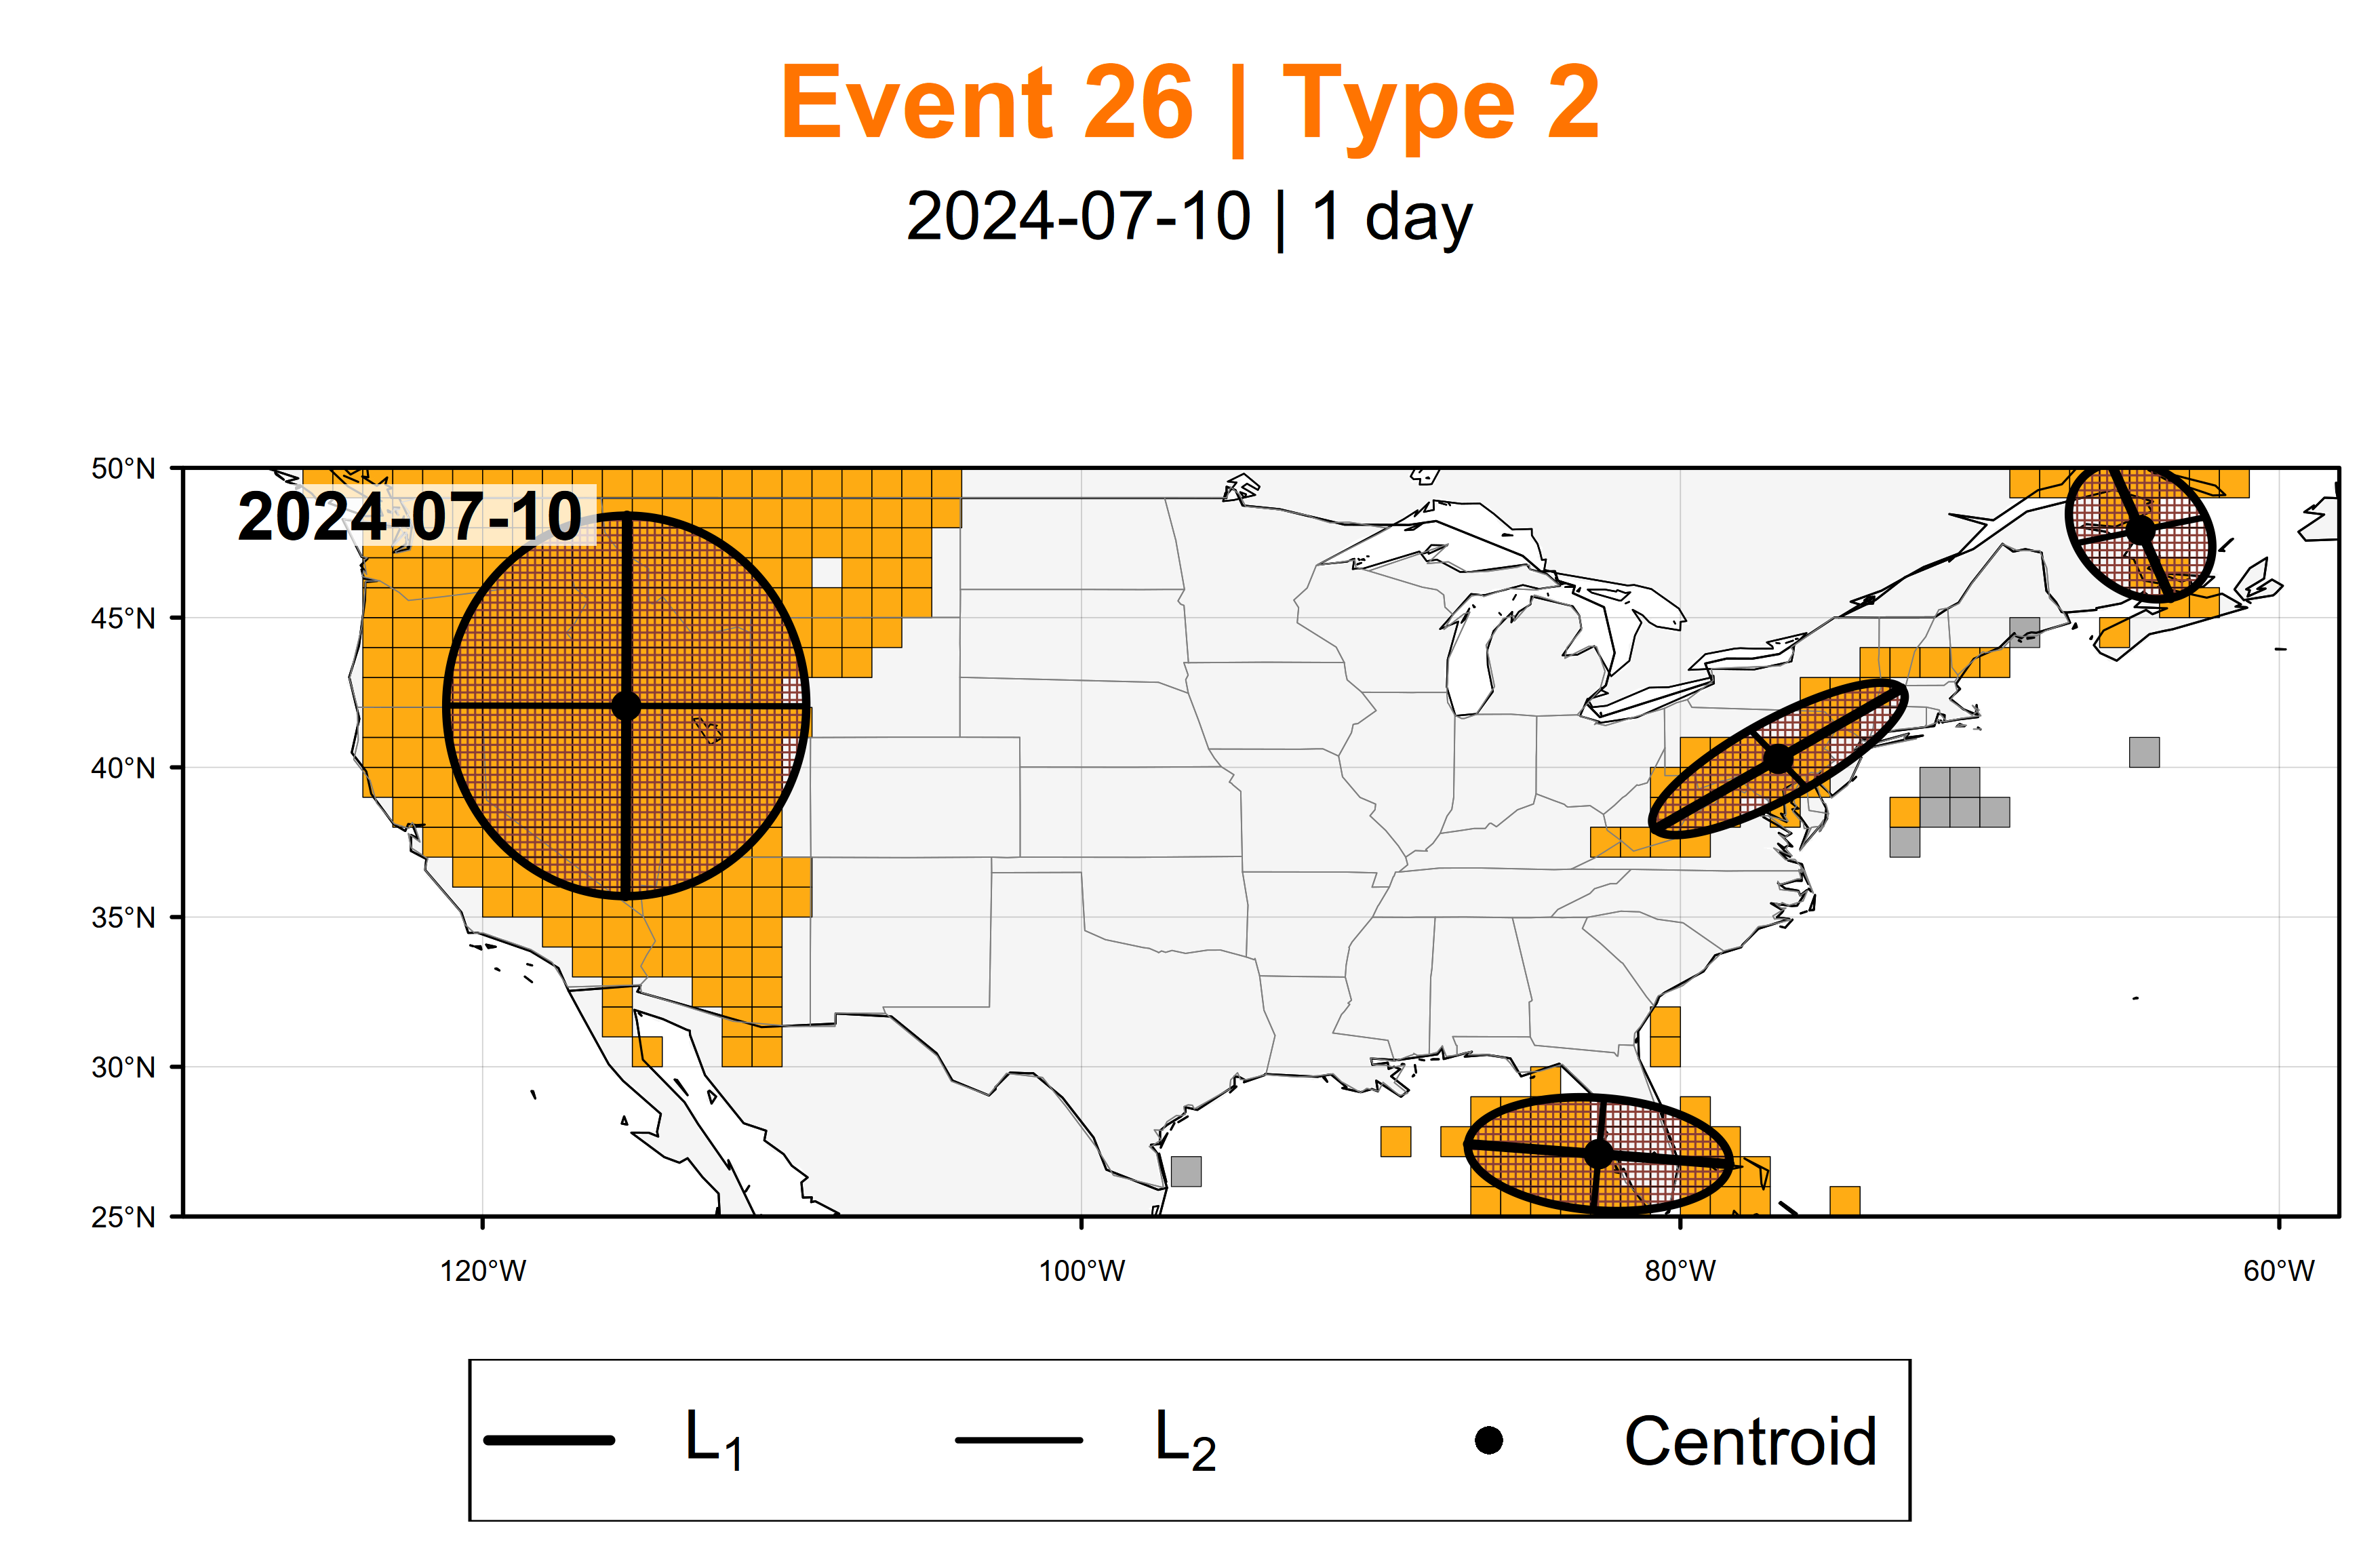 Event 26 | Type 2
2024-07-10 | 1 day
50°N
2024-07-10
45°N
40°N
35°N
30°N
25°N
120°W 100°W 80°W 60°W
L₁ L₂ Centroid